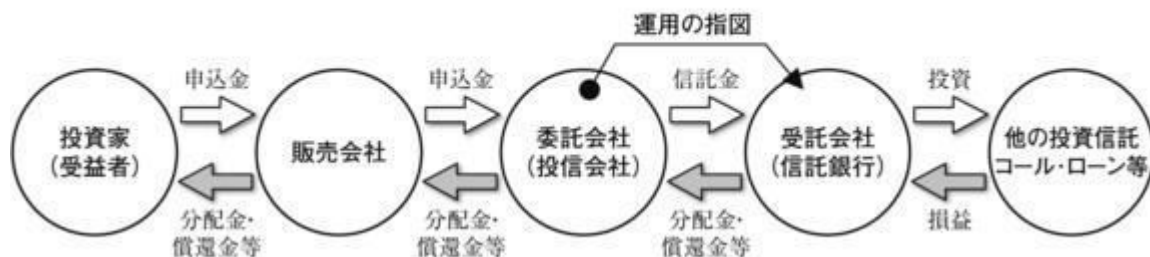 運用の指図
申込金
申込金
信託金
投資
投資家
(受益者)
販売会社
委託会社
(投信会社)
受託会社
(信託銀行)
他の投資信託
コール・ローン等
分配金・
償還金等
分配金・
償還金等
分配金・
償還金等
損益